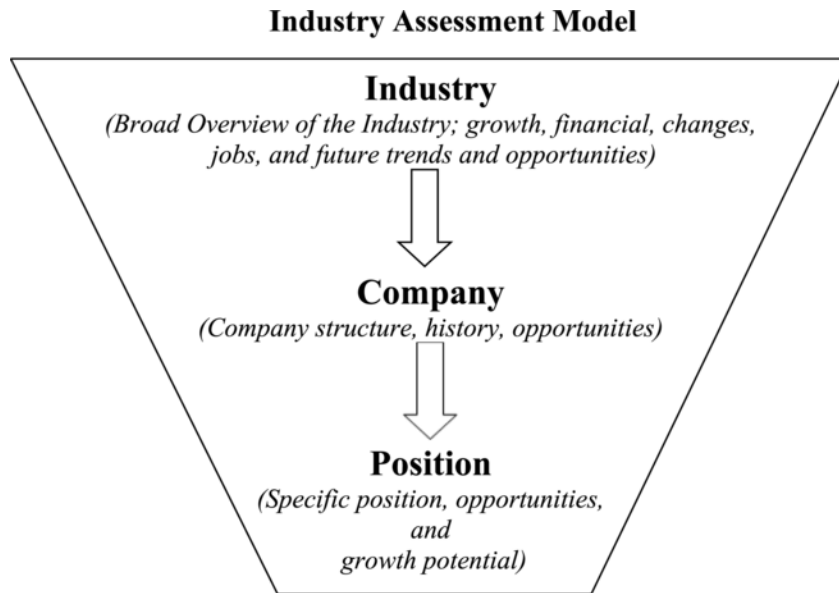 Industry Assessment Model
Industry
(Broad Overview of the Industry; growth, financial, changes,
jobs, and future trends and opportunities)
Company
(Company structure, history, opportunities)
Position
(Specific position, opportunities,
and
growth potential)